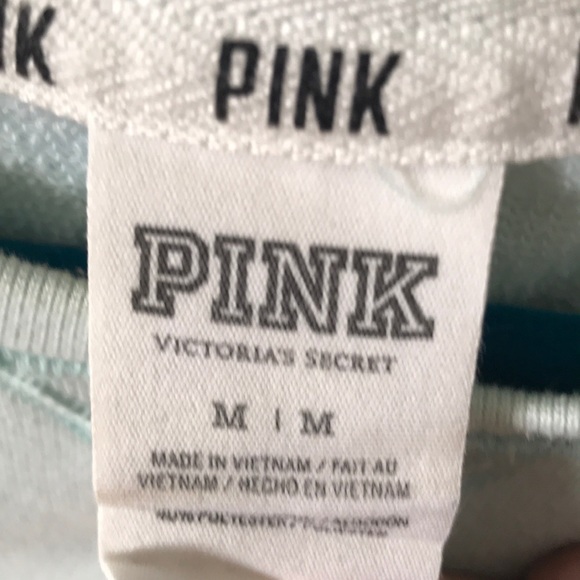 PINK
PINK
VICTORIA'S SECRET
M | M
MADE IN VIETNAM / FAIT AU
VIETNAM / HECHO EN VIETNAM